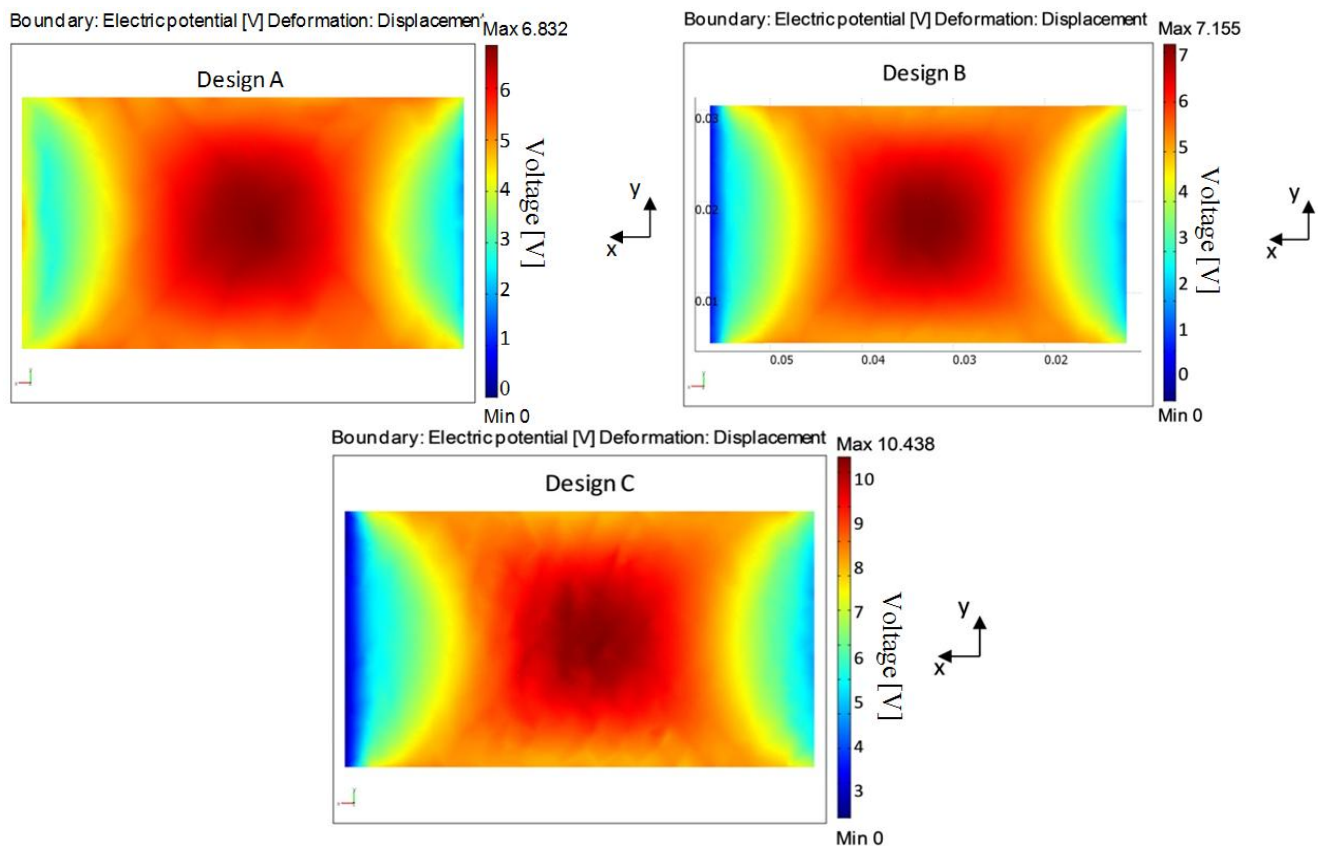 Boundary: Electric potential [V] Deformation: Displacement
Max 6.832
Design A
6
5
4
3
2
1
0
Min 0
Voltage [V]
y
x
Boundary: Electric potential [V] Deformation: Displacement
Max 7.155
Design B
0.03
0.02
0.01
0.05
0.04
0.03
0.02
7
6
5
4
3
2
1
0
Min 0
Voltage [V]
y
x
Boundary: Electric potential [V] Deformation: Displacement
Max 10.438
Design C
10
9
8
7
6
5
4
3
Min 0
Voltage [V]
y
x